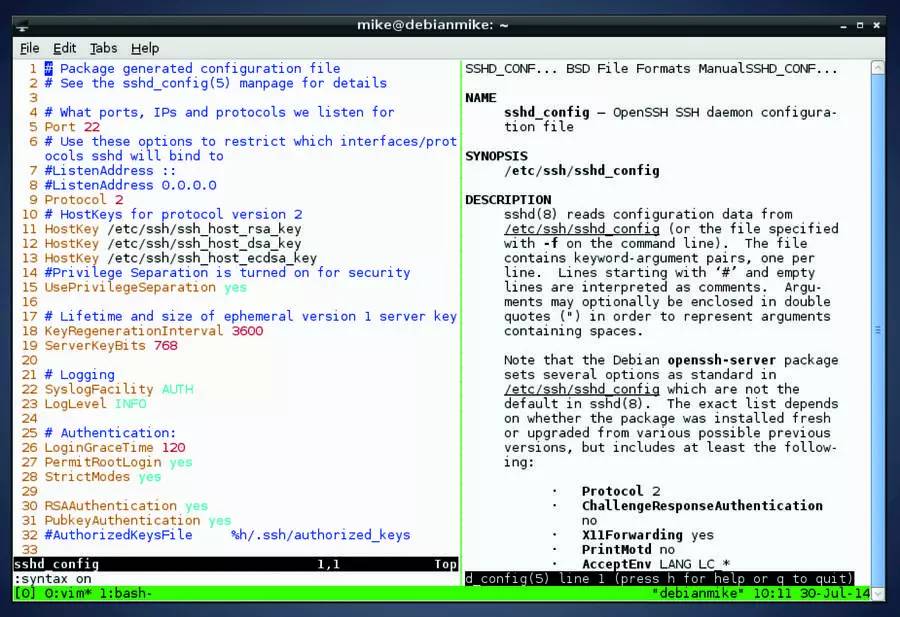 mike@debianmike: ~
File Edit Tabs Help
1 # Package generated configuration file
2 # See the sshd_config(5) manpage for details
3
4 # What ports, IPs and protocols we listen for
5 Port 22
6 # Use these options to restrict which interfaces/prot
ocols sshd will bind to
7 #ListenAddress ::
8 #ListenAddress 0.0.0.0
9 Protocol 2
10 # HostKeys for protocol version 2
11 HostKey /etc/ssh/ssh_host_rsa_key
12 HostKey /etc/ssh/ssh_host_dsa_key
13 HostKey /etc/ssh/ssh_host_ecdsa_key
14 #Privilege Separation is turned on for security
15 UsePrivilegeSeparation yes
16
17 # Lifetime and size of ephemeral version 1 server key
18 KeyRegenerationInterval 3600
19 ServerKeyBits 768
20
21 # Logging
22 SyslogFacility AUTH
23 LogLevel INFO
24
25 # Authentication:
26 LoginGraceTime 120
27 PermitRootLogin yes
28 StrictModes yes
29
30 RSAAuthentication yes
31 PubkeyAuthentication yes
32 #AuthorizedKeysFile     %h/.ssh/authorized_keys
33
sshd_config 1,1 Top
:syntax on
SSHD_CONF... BSD File Formats ManualSSHD_CONF...
NAME
sshd_config — OpenSSH SSH daemon configura-
tion file
SYNOPSIS
/etc/ssh/sshd_config
DESCRIPTION
sshd(8) reads configuration data from
/etc/ssh/sshd_config (or the file specified
with -f on the command line).  The file
contains keyword-argument pairs, one per
line.  Lines starting with ‘#’ and empty
lines are interpreted as comments.  Argu-
ments may optionally be enclosed in double
quotes (") in order to represent arguments
containing spaces.
Note that the Debian openssh-server package
sets several options as standard in
/etc/ssh/sshd_config which are not the
default in sshd(8).  The exact list depends
on whether the package was installed fresh
or upgraded from various possible previous
versions, but includes at least the follow-
ing:
· Protocol 2
· ChallengeResponseAuthentication
no
· X11Forwarding yes
· PrintMotd no
· AcceptEnv LANG LC_*
d_config(5) line 1 (press h for help or q to quit)
[0] 0:vim* 1:bash- "debianmike" 10:11 30-Jul-14